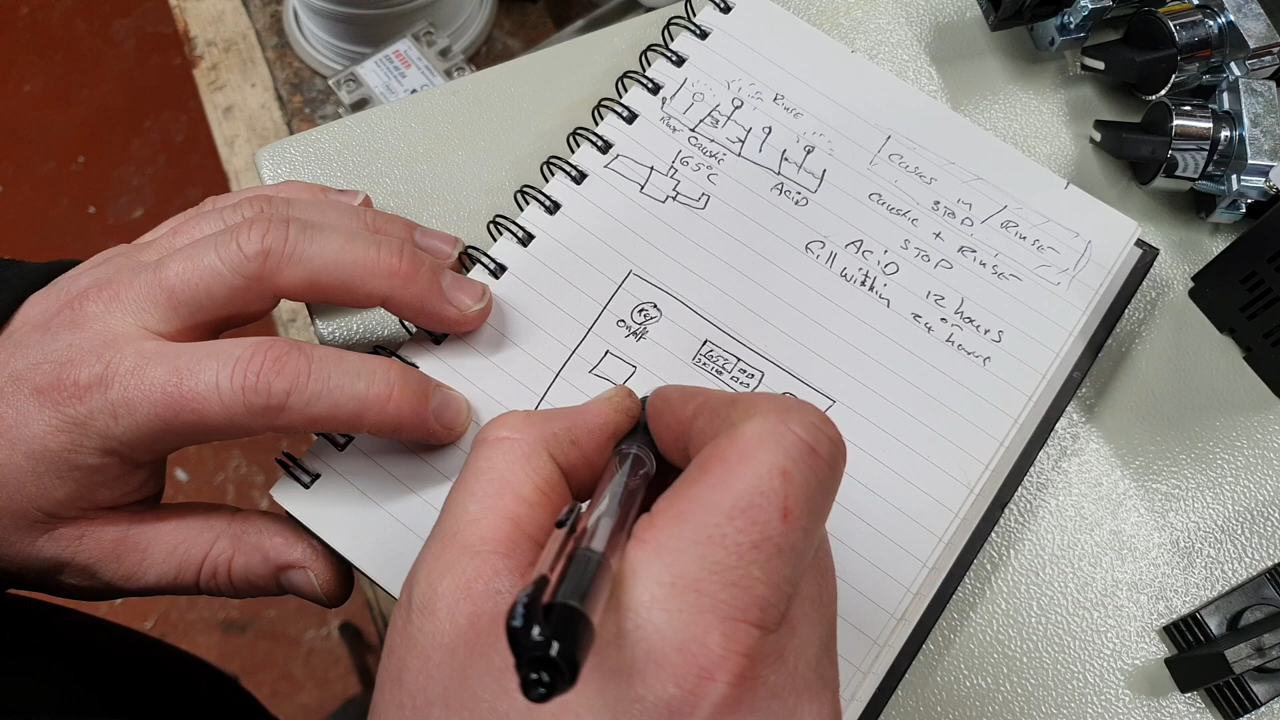 Rinse
Rinse
Caustic
65°C
Acid
Cases in
STOP / RINSE
Caustic + Rinse
STOP
ACID
Fill within
12 hours
or
24 hours
Key
on/off
65°C